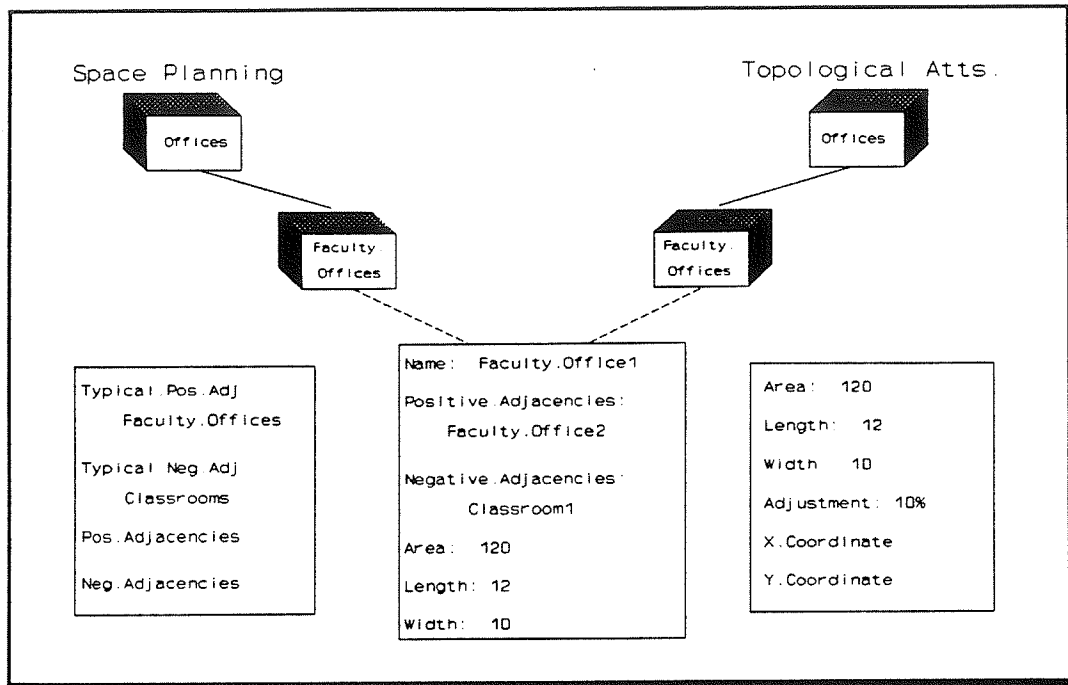 Space Planning
Topological Atts.
Offices
Offices
Faculty.
Offices
Faculty.
Offices
Typical.Pos.Adj
Faculty.Offices
Typical Neg.Adj
Classrooms
Pos.Adjacencies
Neg.Adjacencies
Name: Faculty.Office1
Positive.Adjacencies:
Faculty.Office2
Negative.Adjacencies:
Classroom1
Area: 120
Length: 12
Width: 10
Area: 120
Length: 12
Width 10
Adjustment: 10%
X.Coordinate
Y.Coordinate